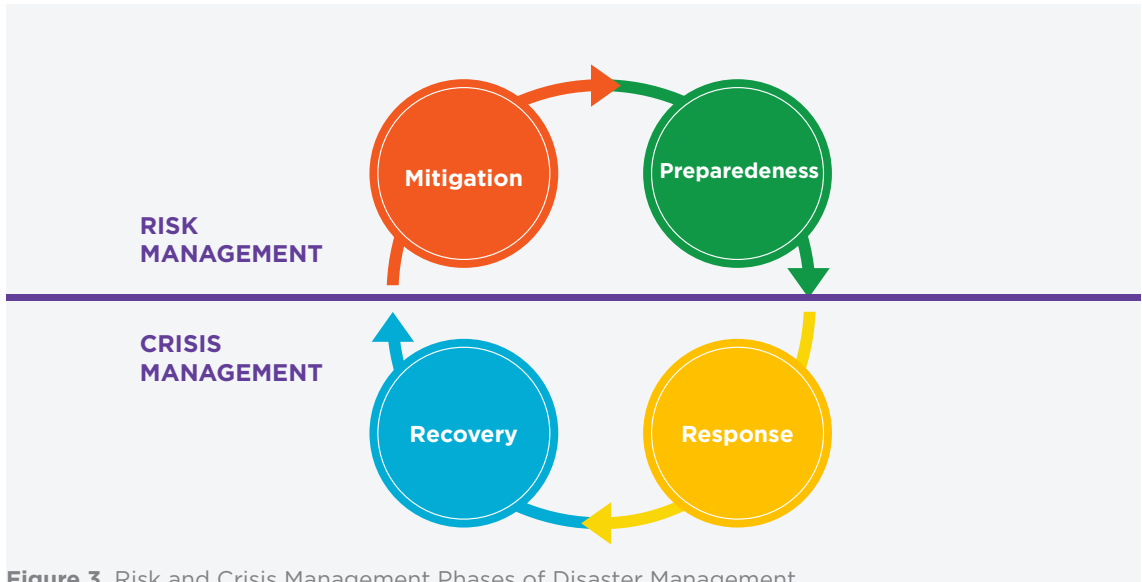 Mitigation
Preparedeness
RISK
MANAGEMENT
CRISIS
MANAGEMENT
Recovery
Response
Figure 3. Risk and Crisis Management Phases of Disaster Management